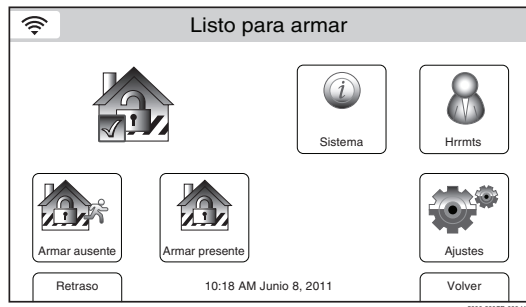 Listo para armar
i
Sistema
Hrrmts
Armar ausente
Armar presente
Ajustes
Retraso
10:18 AM Junio 8, 2011
Volver